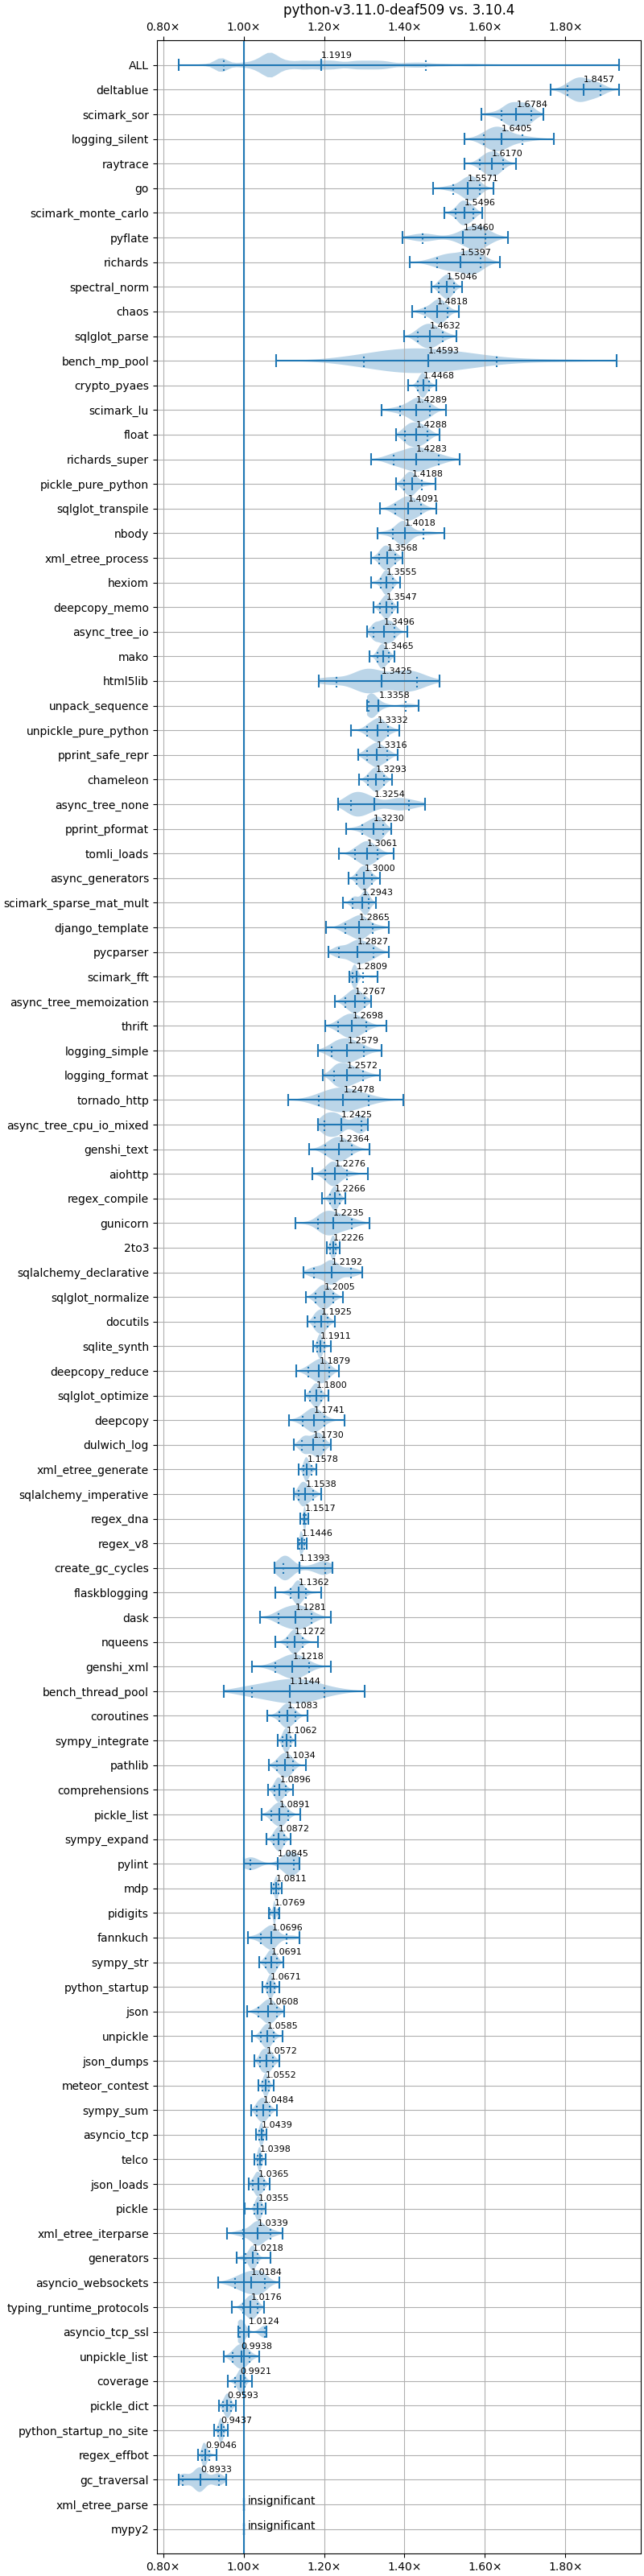 python-v3.11.0-deaf509 vs. 3.10.4
0.80× 1.00× 1.20× 1.40× 1.60× 1.80×
ALL 1.1919
deltablue 1.8457
scimark_sor 1.6784
logging_silent 1.6405
raytrace 1.6170
go 1.5571
scimark_monte_carlo 1.5496
pyflate 1.5460
richards 1.5397
spectral_norm 1.5046
chaos 1.4818
sqlglot_parse 1.4632
bench_mp_pool 1.4593
crypto_pyaes 1.4468
scimark_lu 1.4289
float 1.4288
richards_super 1.4283
pickle_pure_python 1.4188
sqlglot_transpile 1.4091
nbody 1.4018
xml_etree_process 1.3568
hexiom 1.3555
deepcopy_memo 1.3547
async_tree_io 1.3496
mako 1.3465
html5lib 1.3425
unpack_sequence 1.3358
unpickle_pure_python 1.3332
pprint_safe_repr 1.3316
chameleon 1.3293
async_tree_none 1.3254
pprint_pformat 1.3230
tomli_loads 1.3061
async_generators 1.3000
scimark_sparse_mat_mult 1.2943
django_template 1.2865
pycparser 1.2827
scimark_fft 1.2809
async_tree_memoization 1.2767
thrift 1.2698
logging_simple 1.2579
logging_format 1.2572
tornado_http 1.2478
async_tree_cpu_io_mixed 1.2425
genshi_text 1.2364
aiohttp 1.2276
regex_compile 1.2266
gunicorn 1.2235
2to3 1.2226
sqlalchemy_declarative 1.2192
sqlglot_normalize 1.2005
docutils 1.1925
sqlite_synth 1.1911
deepcopy_reduce 1.1879
sqlglot_optimize 1.1800
deepcopy 1.1741
dulwich_log 1.1730
xml_etree_generate 1.1578
sqlalchemy_imperative 1.1538
regex_dna 1.1517
regex_v8 1.1446
create_gc_cycles 1.1393
flaskblogging 1.1362
dask 1.1281
nqueens 1.1272
genshi_xml 1.1218
bench_thread_pool 1.1144
coroutines 1.1083
sympy_integrate 1.1062
pathlib 1.1034
comprehensions 1.0896
pickle_list 1.0891
sympy_expand 1.0872
pylint 1.0845
mdp 1.0811
pidigits 1.0769
fannkuch 1.0696
sympy_str 1.0691
python_startup 1.0671
json 1.0608
unpickle 1.0585
json_dumps 1.0572
meteor_contest 1.0552
sympy_sum 1.0484
asyncio_tcp 1.0439
telco 1.0398
json_loads 1.0365
pickle 1.0355
xml_etree_iterparse 1.0339
generators 1.0218
asyncio_websockets 1.0184
typing_runtime_protocols 1.0176
asyncio_tcp_ssl 1.0124
unpickle_list 0.9938
coverage 0.9921
pickle_dict 0.9593
python_startup_no_site 0.9437
regex_effbot 0.9046
gc_traversal 0.8933
xml_etree_parse insignificant
mypy2 insignificant
0.80× 1.00× 1.20× 1.40× 1.60× 1.80×